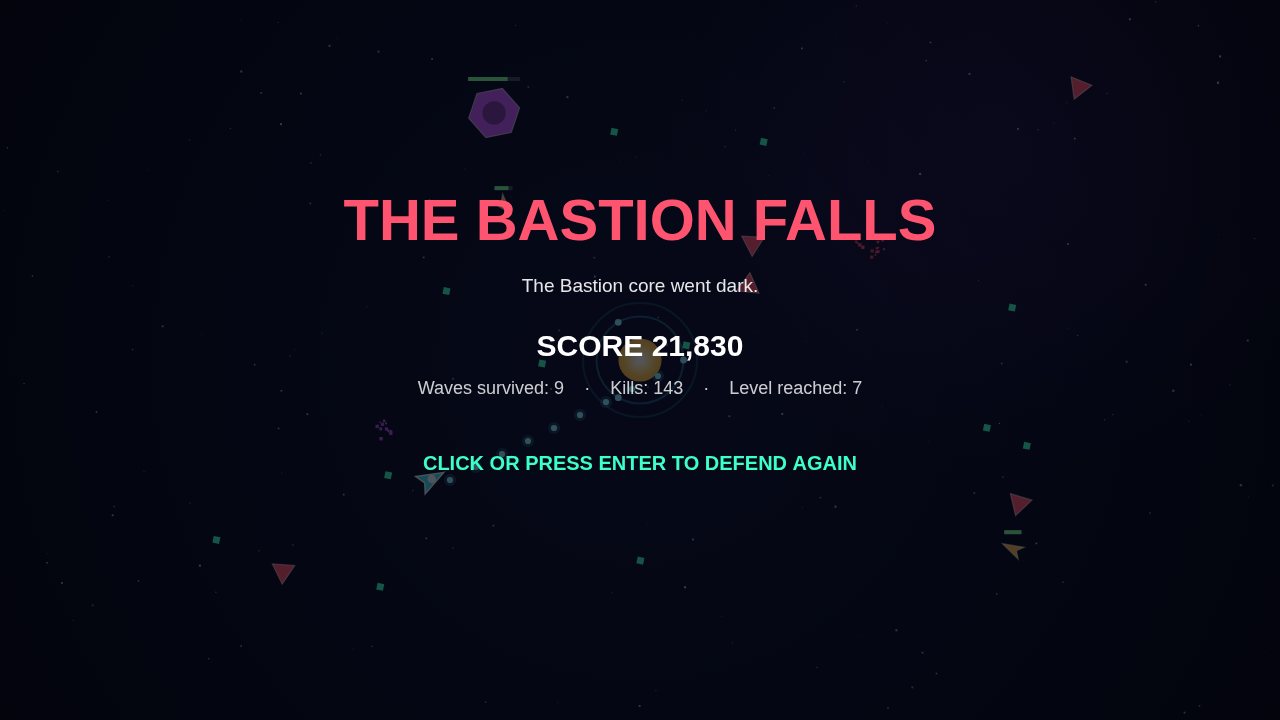 THE BASTION FALLS
The Bastion core went dark.
SCORE 21,830
Waves survived: 9 · Kills: 143 · Level reached: 7
CLICK OR PRESS ENTER TO DEFEND AGAIN